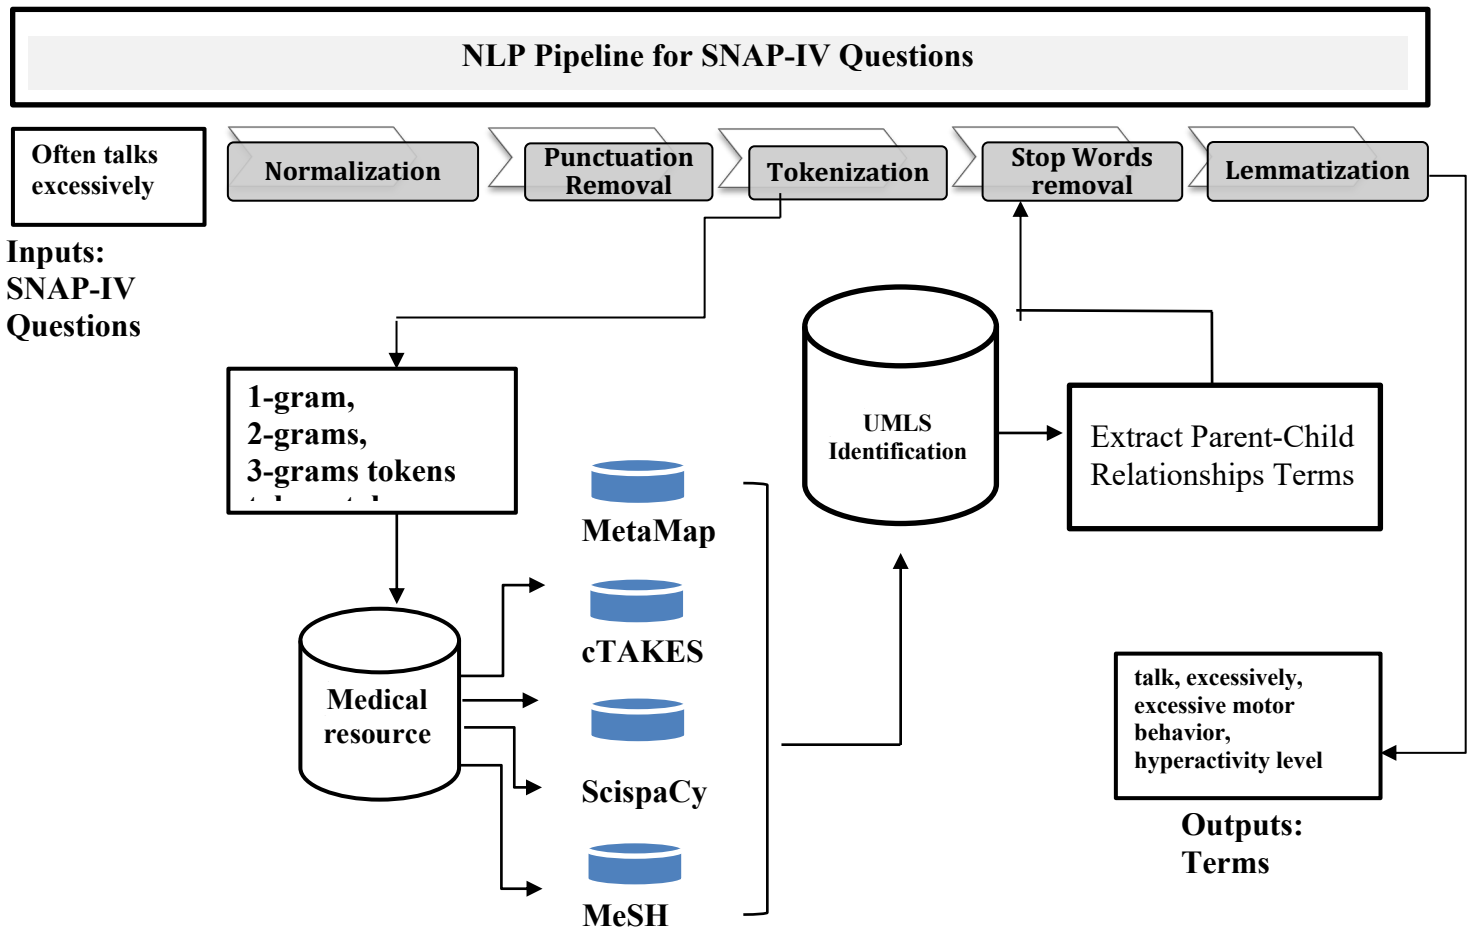 NLP Pipeline for SNAP-IV Questions
Often talks
excessively
Normalization
Punctuation
Removal
Tokenization
Stop Words
removal
Lemmatization
Inputs:
SNAP-IV
Questions
1-gram,
2-grams,
3-grams tokens
MetaMap
cTAKES
ScispaCy
MeSH
Medical
resource
UMLS
Identification
Extract Parent-Child
Relationships Terms
talk, excessively,
excessive motor
behavior,
hyperactivity level
Outputs:
Terms